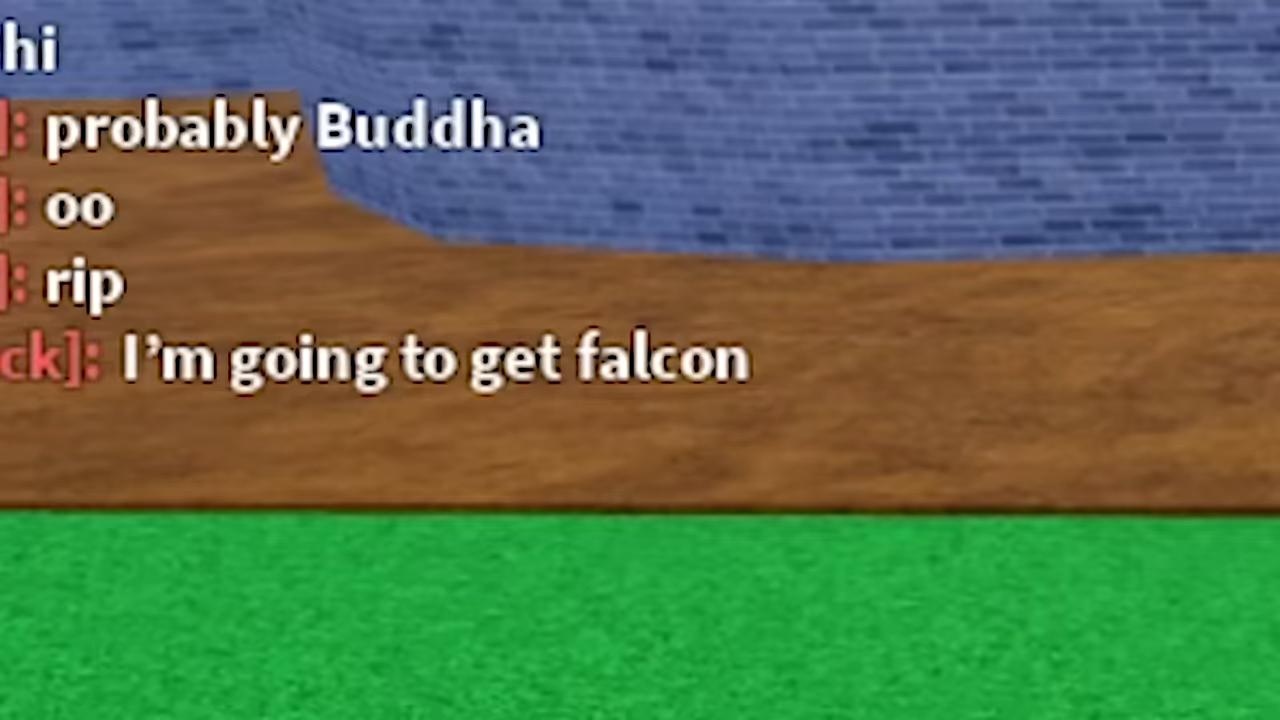 hi
]: probably Buddha
]: oo
]: rip
ck]: I’m going to get falcon